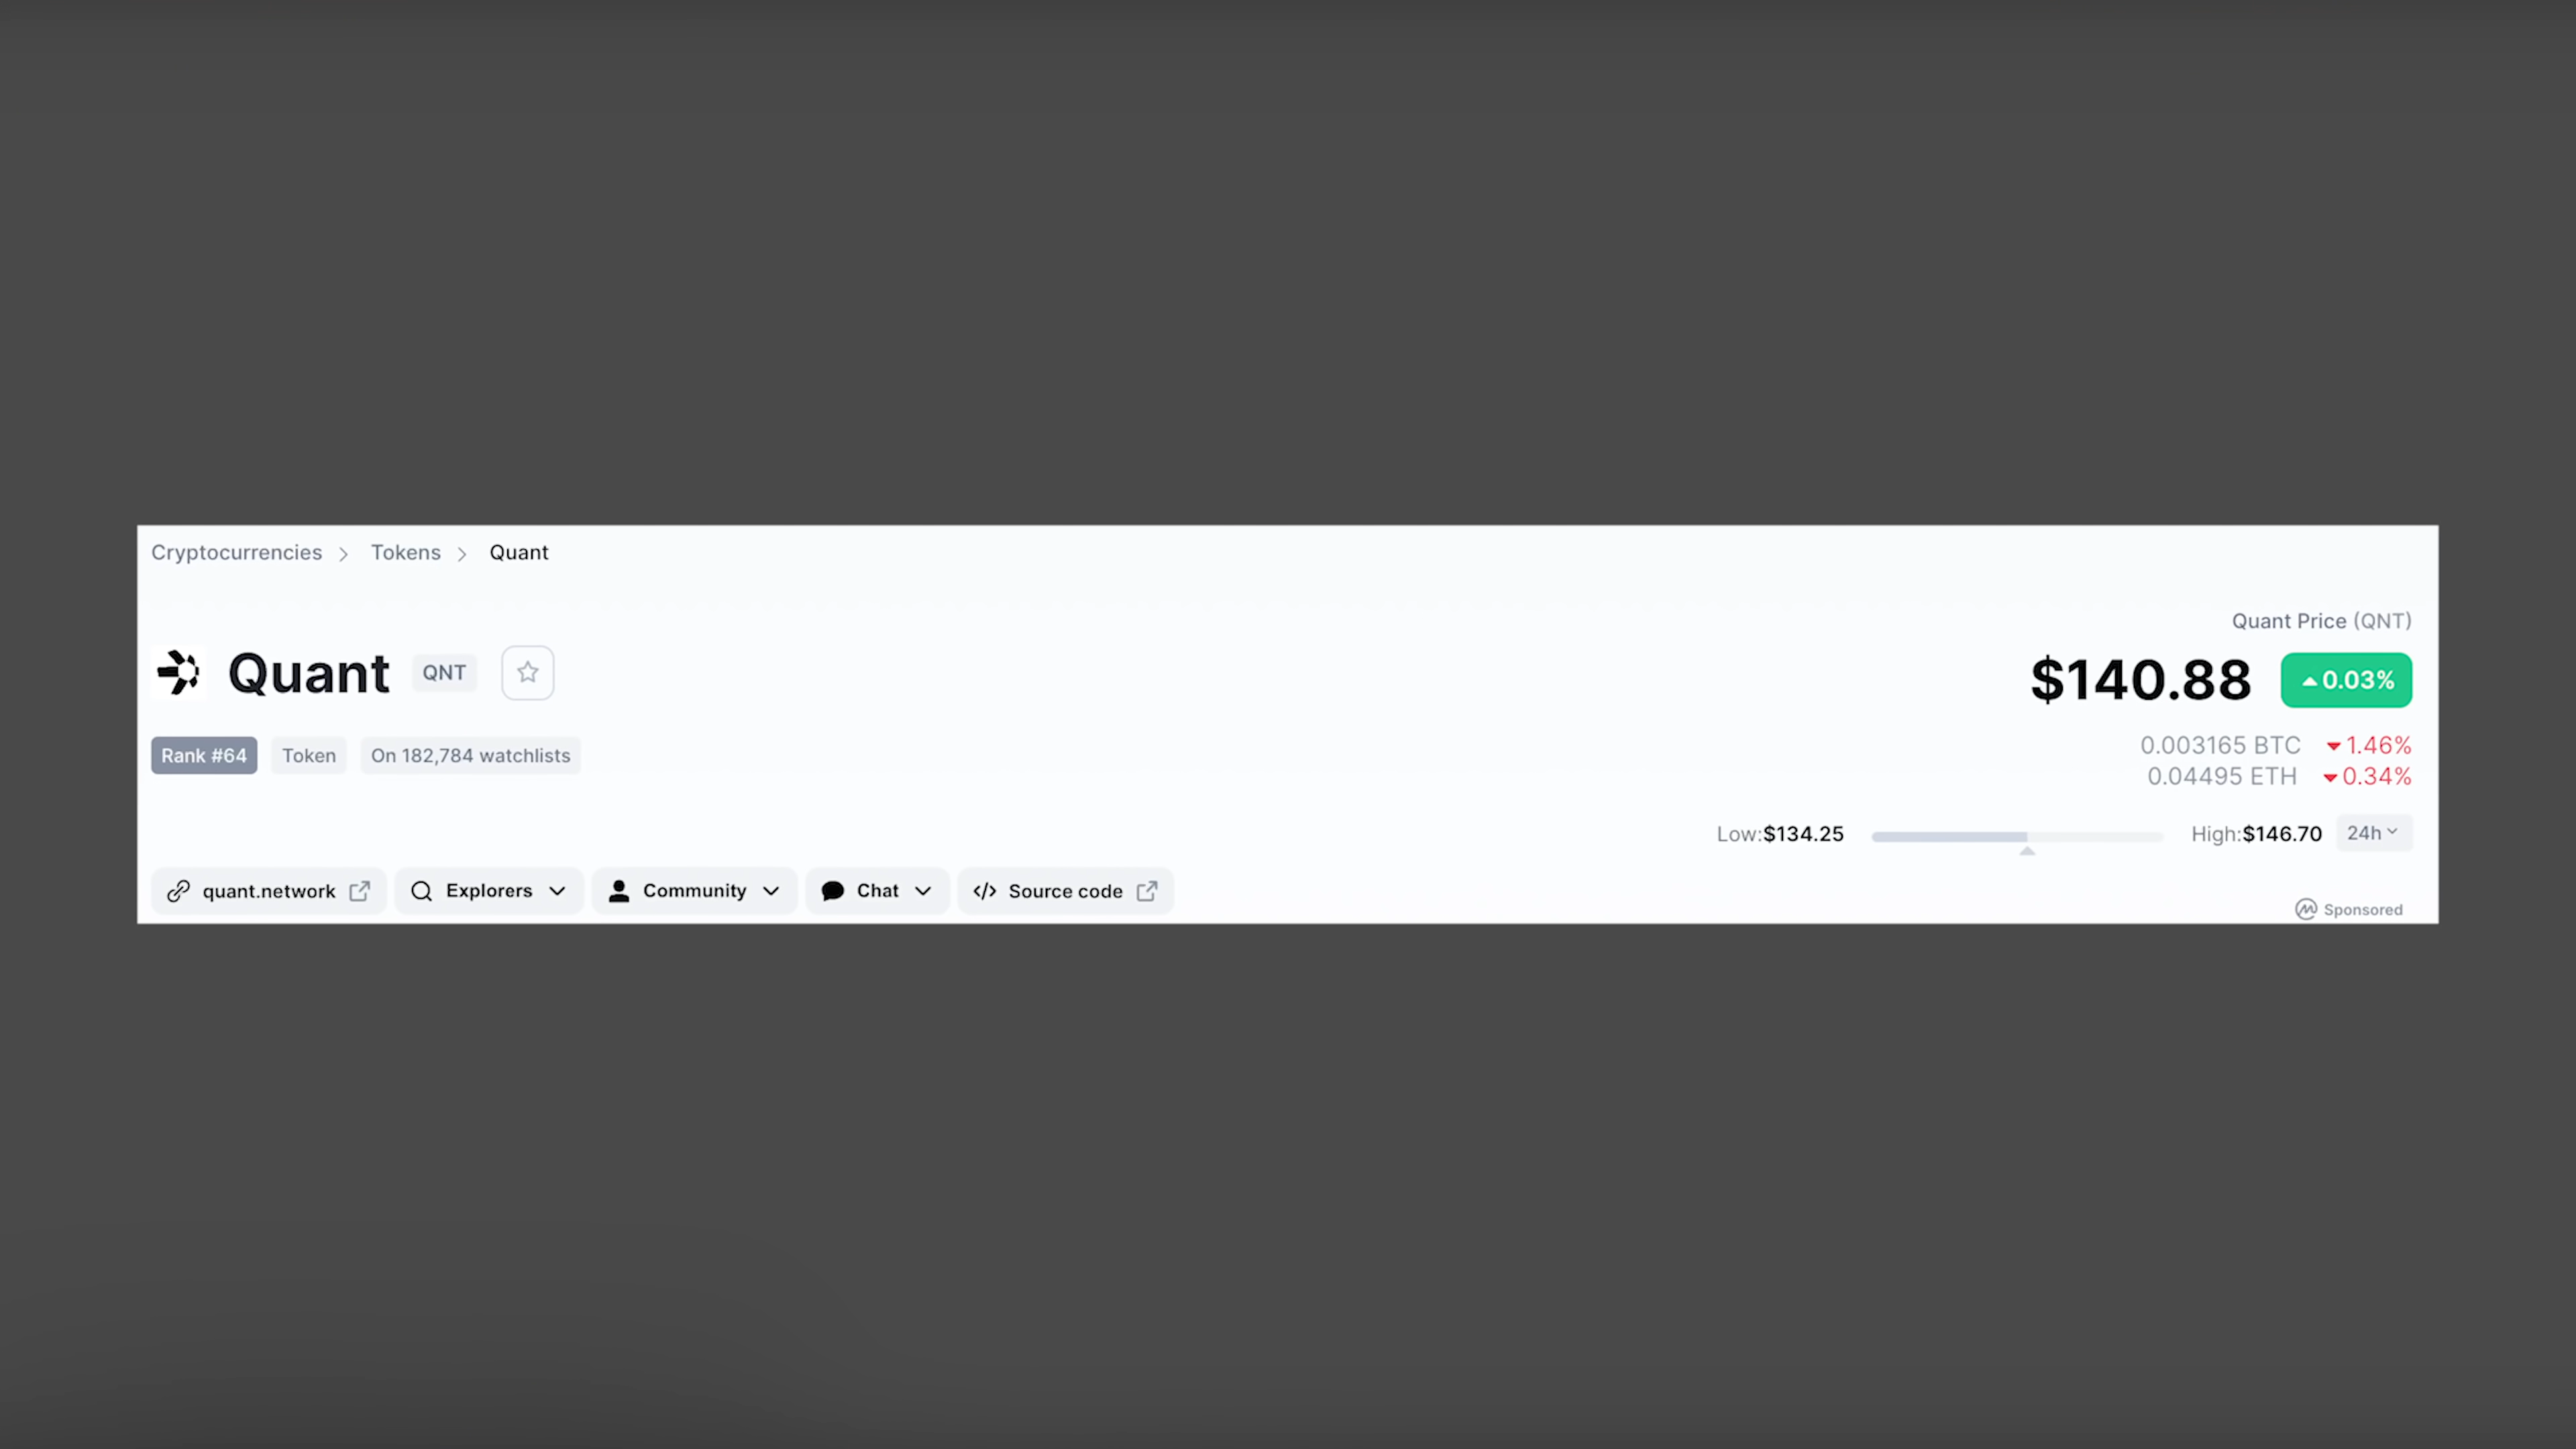 Cryptocurrencies > Tokens > Quant
Quant Price (QNT)
Quant QNT
$140.88 0.03%
Rank #64 Token On 182,784 watchlists
0.003165 BTC 1.46%
0.04495 ETH 0.34%
Low:$134.25 High:$146.70 24h
quant.network Explorers Community Chat </> Source code
Sponsored